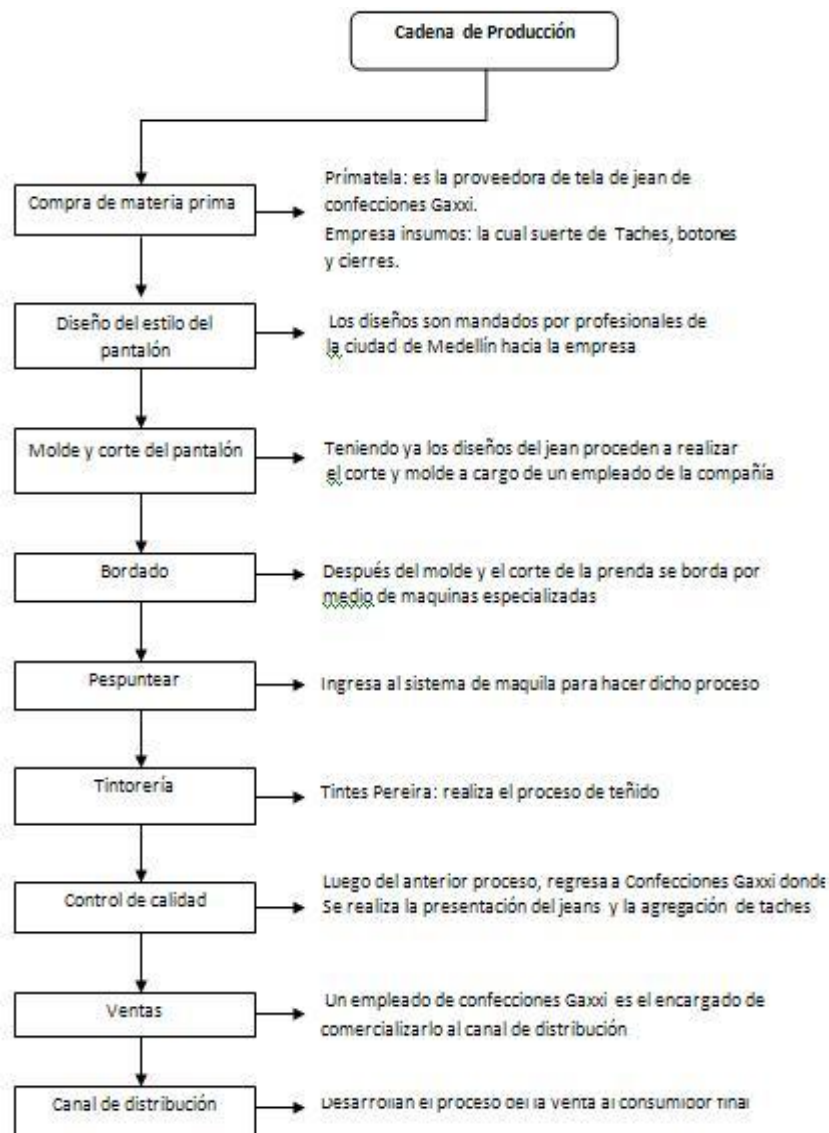 Cadena de Producción
Compra de materia prima
Prímatela: es la proveedora de tela de jean de
confecciones Gaxxi.
Empresa insumos: la cual suerte de Taches, botones
y cierres.
Diseño del estilo del
pantalón
Los diseños son mandados por profesionales de
la ciudad de Medellín hacia la empresa
Molde y corte del pantalón
Teniendo ya los diseños del jean proceden a realizar
el corte y molde a cargo de un empleado de la compañía
Bordado
Después del molde y el corte de la prenda se borda por
medio de maquinas especializadas
Pespuntear
Ingresa al sistema de maquila para hacer dicho proceso
Tintorería
Tintes Pereira: realiza el proceso de teñido
Control de calidad
Luego del anterior proceso, regresa a Confecciones Gaxxi donde
Se realiza la presentación del jeans y la agregación de taches
Ventas
Un empleado de confecciones Gaxxi es el encargado de
comercializarlo al canal de distribución
Canal de distribución
Desarrollan el proceso del la venta al consumidor final